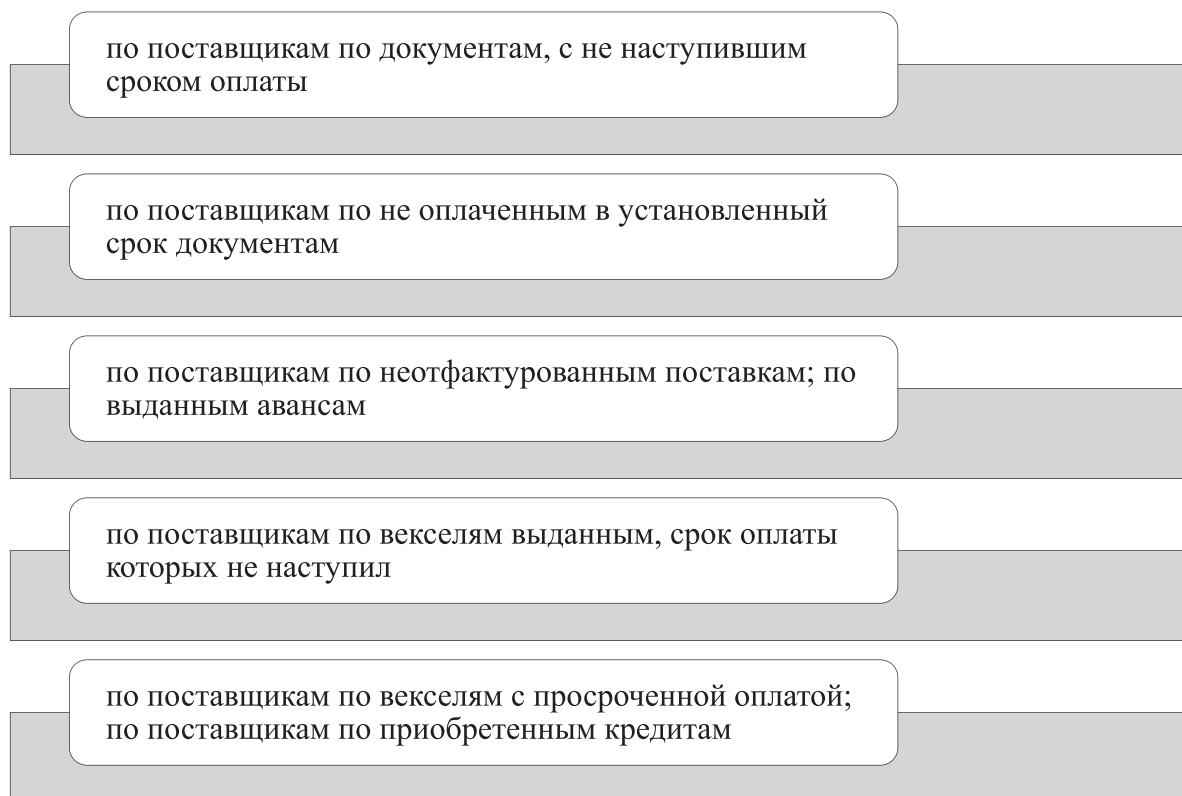 по поставщикам по документам, с не наступившим
сроком оплаты
по поставщикам по не оплаченным в установленный
срок документам
по поставщикам по неотфактурованным поставкам; по
выданным авансам
по поставщикам по векселям выданным, срок оплаты
которых не наступил
по поставщикам по векселям с просроченной оплатой;
по поставщикам по приобретенным кредитам